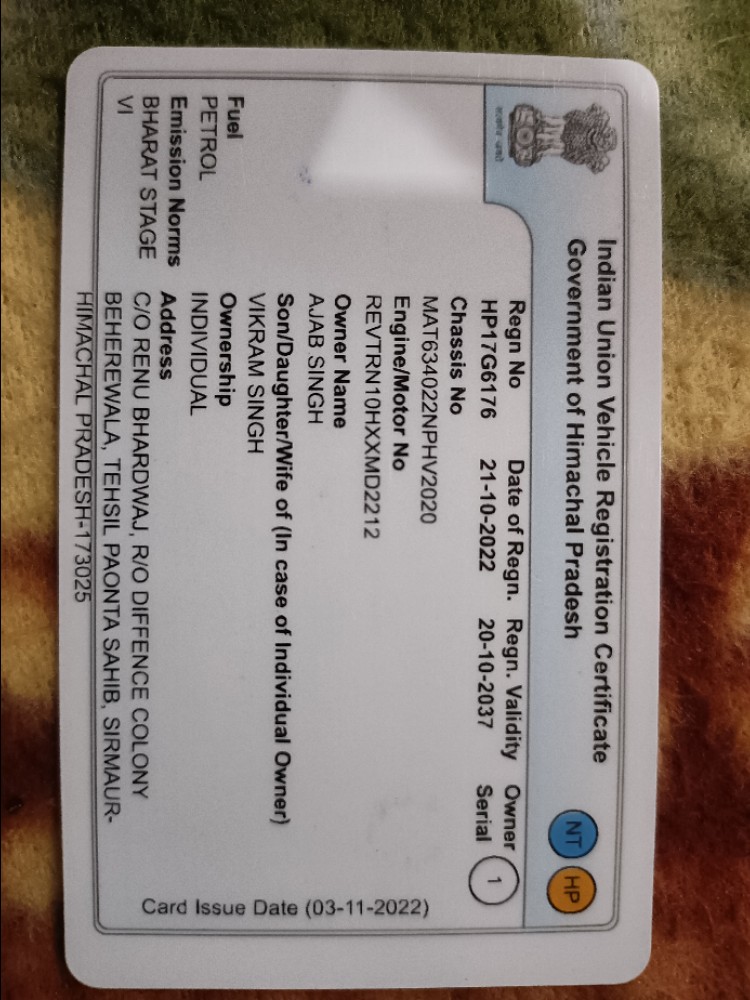 Indian Union Vehicle Registration Certificate
Government of Himachal Pradesh
NT HP
Regn No Date of Regn. Regn. Validity Owner Serial
HP17G6176 21-10-2022 20-10-2037 1
Chassis No
MAT634022NPHV2020
Engine/Motor No
REVTRN10HXXMD2212
Owner Name
AJAB SINGH
Son/Daughter/Wife of (In case of Individual Owner)
VIKRAM SINGH
Fuel
PETROL
Ownership
INDIVIDUAL
Emission Norms
BHARAT STAGE
VI
Address
C/O RENU BHARDWAJ, R/O DIFFENCE COLONY
BEHEREWALA, TEHSIL PAONTA SAHIB, SIRMAUR-
HIMACHAL PRADESH-173025
Card Issue Date (03-11-2022)